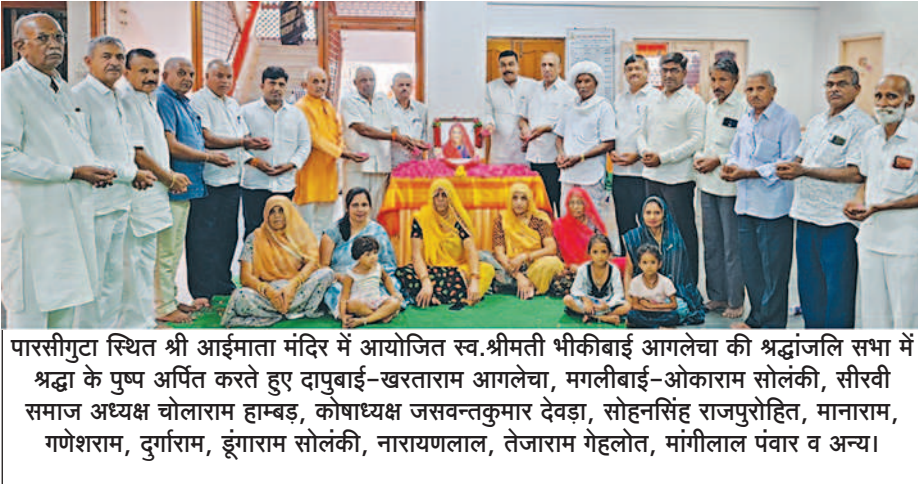 पारसीगुटा स्थित श्री आईमाता मंदिर में आयोजित स्व.श्रीमती भीकीबाई आगलेचा की श्रद्धांजलि सभा में
श्रद्धा के पुष्प अर्पित करते हुए दापुबाई-खरताराम आगलेचा, मगलीबाई-ओकाराम सोलंकी, सीरवी
समाज अध्यक्ष चोलाराम हाम्बड़, कोषाध्यक्ष जसवन्तकुमार देवड़ा, सोहनसिंह राजपुरोहित, मानाराम,
गणेशराम, दुर्गाराम, डूंगाराम सोलंकी, नारायणलाल, तेजाराम गेहलोत, मांगीलाल पंवार व अन्य।